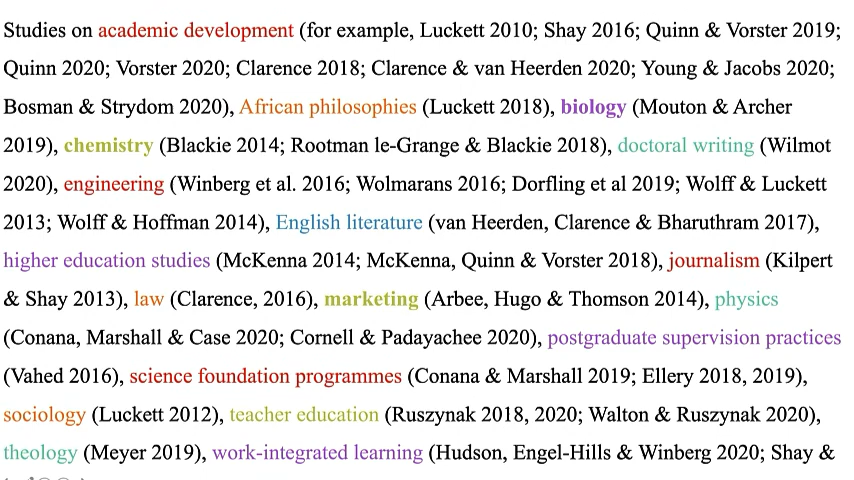 Studies on academic development (for example, Luckett 2010; Shay 2016; Quinn & Vorster 2019;
Quinn 2020; Vorster 2020; Clarence 2018; Clarence & van Heerden 2020; Young & Jacobs 2020;
Bosman & Strydom 2020), African philosophies (Luckett 2018), biology (Mouton & Archer
2019), chemistry (Blackie 2014; Rootman le-Grange & Blackie 2018), doctoral writing (Wilmot
2020), engineering (Winberg et al. 2016; Wolmarans 2016; Dorfling et al 2019; Wolff & Luckett
2013; Wolff & Hoffman 2014), English literature (van Heerden, Clarence & Bharuthram 2017),
higher education studies (McKenna 2014; McKenna, Quinn & Vorster 2018), journalism (Kilpert
& Shay 2013), law (Clarence, 2016), marketing (Arbee, Hugo & Thomson 2014), physics
(Conana, Marshall & Case 2020; Cornell & Padayachee 2020), postgraduate supervision practices
(Vahed 2016), science foundation programmes (Conana & Marshall 2019; Ellery 2018, 2019),
sociology (Luckett 2012), teacher education (Ruszynak 2018, 2020; Walton & Ruszynak 2020),
theology (Meyer 2019), work-integrated learning (Hudson, Engel-Hills & Winberg 2020; Shay &